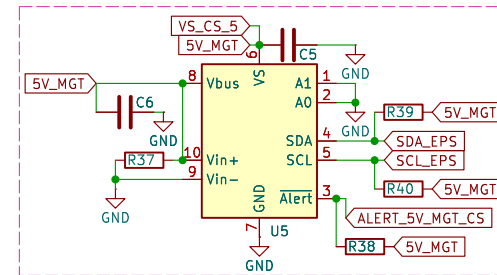 VS_CS_5
5V_MGT
6
C5
GND
5V_MGT
8
Vbus
VS
A1
1
A0
2
GND
C6
GND
R39
5V_MGT
SDA
4
SDA_EPS
R37
10
Vin+
SCL
5
SCL_EPS
9
Vin-
R40
5V_MGT
GND
GND
Alert
3
ALERT_5V_MGT_CS
7
U5
R38
5V_MGT
GND